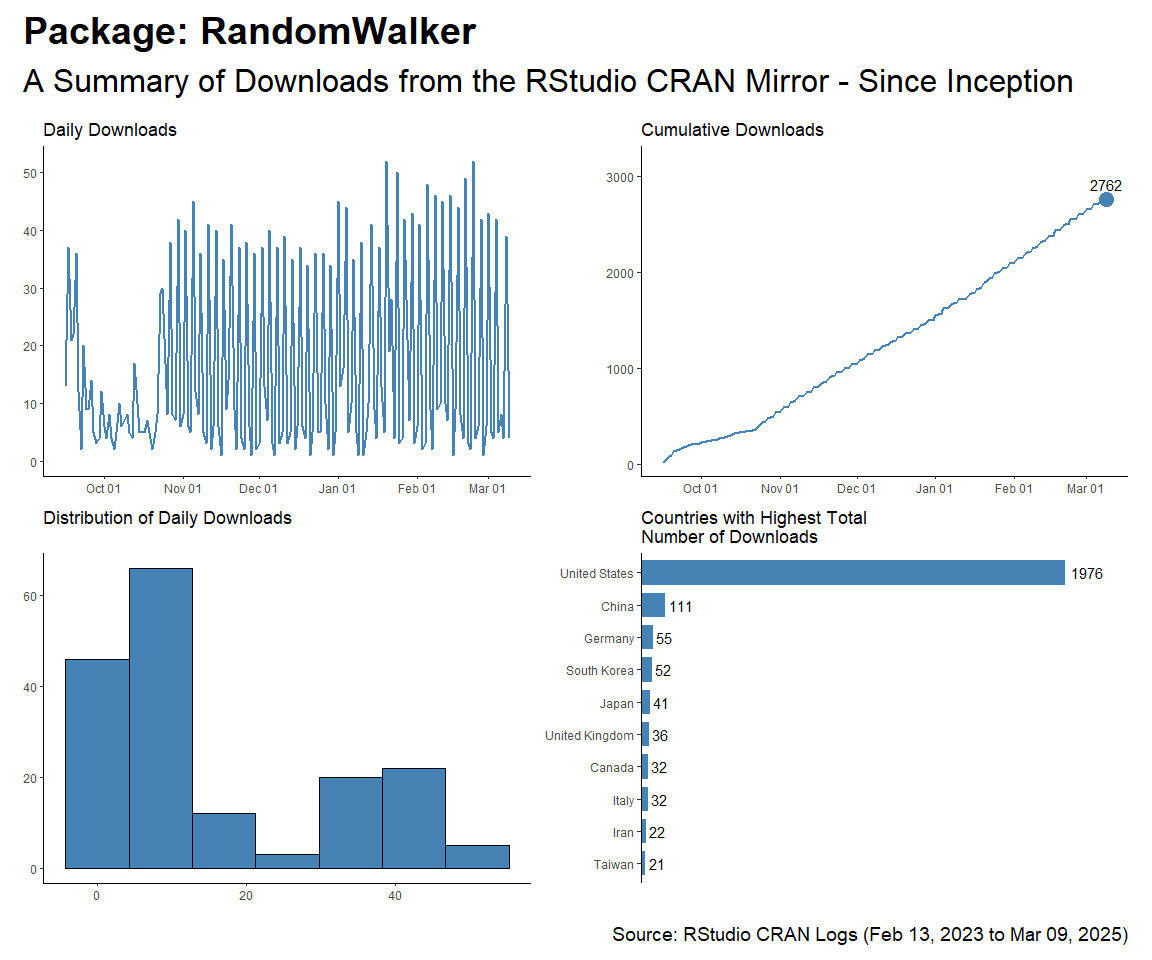 Package: RandomWalker
A Summary of Downloads from the RStudio CRAN Mirror - Since Inception
Daily Downloads
50
40
30
20
10
0
Oct 01 Nov 01 Dec 01 Jan 01 Feb 01 Mar 01
Cumulative Downloads
3000
2000
1000
0
2762
Oct 01 Nov 01 Dec 01 Jan 01 Feb 01 Mar 01
Distribution of Daily Downloads
60
40
20
0
0 20 40
Countries with Highest Total
Number of Downloads
United States 1976
China 111
Germany 55
South Korea 52
Japan 41
United Kingdom 36
Canada 32
Italy 32
Iran 22
Taiwan 21
Source: RStudio CRAN Logs (Feb 13, 2023 to Mar 09, 2025)